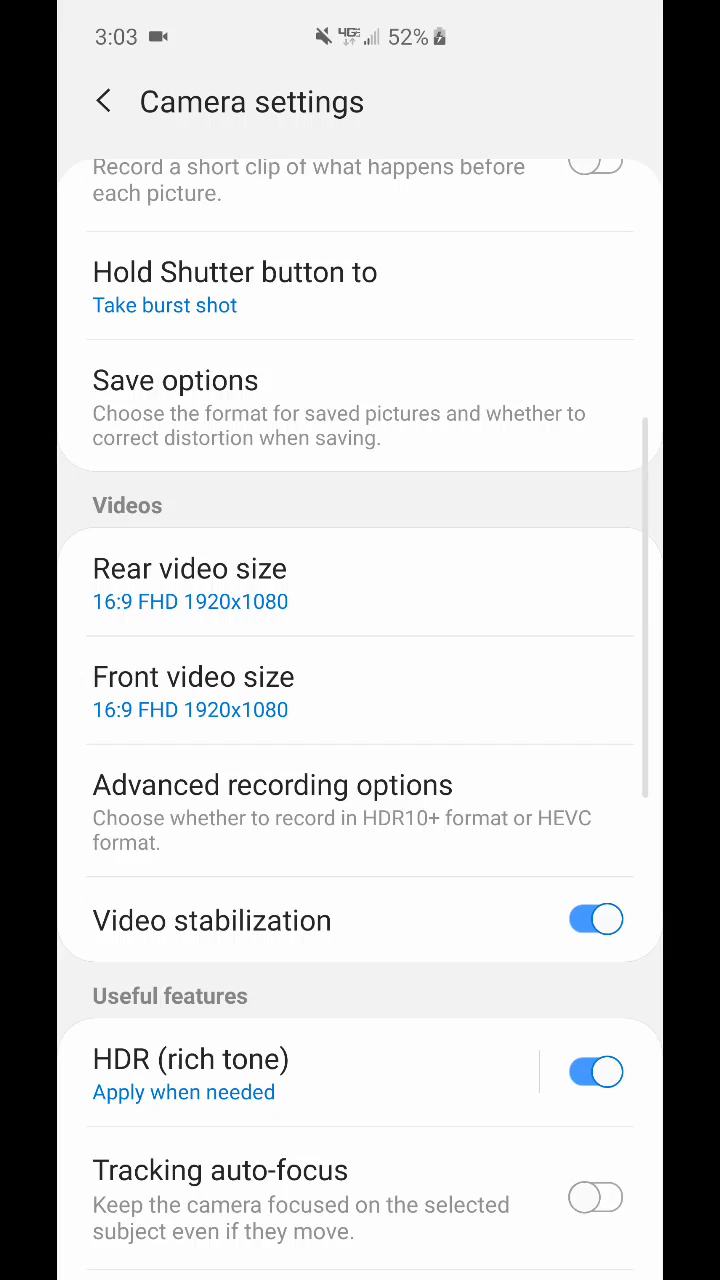 3:03 4GE 52%
Camera settings
Record a short clip of what happens before
each picture.
Hold Shutter button to
Take burst shot
Save options
Choose the format for saved pictures and whether to
correct distortion when saving.
Videos
Rear video size
16:9 FHD 1920x1080
Front video size
16:9 FHD 1920x1080
Advanced recording options
Choose whether to record in HDR10+ format or HEVC
format.
Video stabilization
Useful features
HDR (rich tone)
Apply when needed
Tracking auto-focus
Keep the camera focused on the selected
subject even if they move.